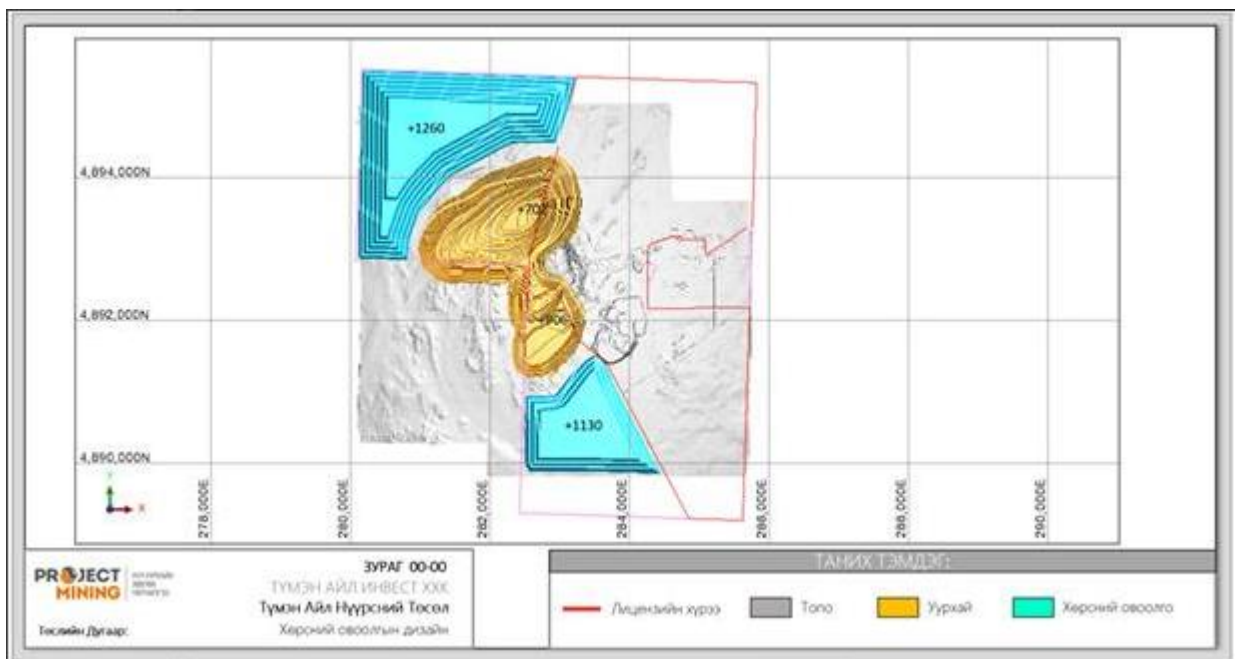 +1260
4,894,000N
4,892,000N
+1130
4,890,000N
278,000E
280,000E
282,000E
284,000E
286,000E
288,000E
290,000E
Y
X
PROJECT
MINING
ЗУРАГ 00-00
ТҮМЭН АЙЛ ИНВЕСТ ХХК
Түмэн Айл Нүүрсний Төсөл
Төслийн Дугаар:
Хөрсний овоолгын дизайн
ТАНИХ ТЭМДЭГ:
Лицензийн хүрээ
Топо
Уурхай
Хөрсний овоолго